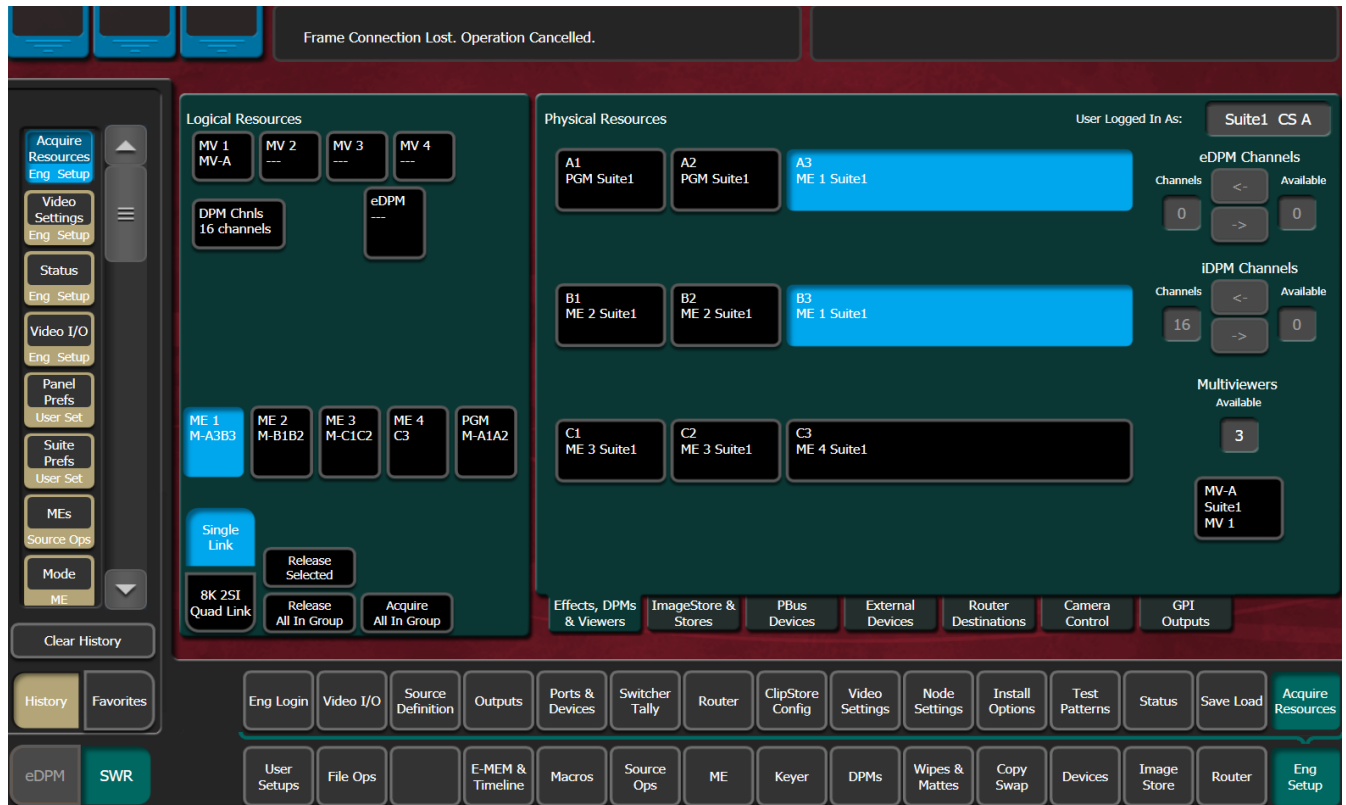 Frame Connection Lost. Operation Cancelled.
Acquire
Resources
Eng Setup
Video
Settings
Eng Setup
Status
Eng Setup
Video I/O
Eng Setup
Panel
Prefs
User Set
Suite
Prefs
User Set
MEs
Source Ops
Mode
ME
Clear History
History
Favorites
eDPM
SWR
Logical Resources
MV 1
MV-A
MV 2
---
MV 3
---
MV 4
---
DPM Chnls
16 channels
eDPM
---
ME 1
M-A3B3
ME 2
M-B1B2
ME 3
M-C1C2
ME 4
C3
PGM
M-A1A2
Single
Link
8K 2SI
Quad Link
Release
Selected
Release
All In Group
Acquire
All In Group
Physical Resources
User Logged In As:
Suite1 CS A
A1
PGM Suite1
A2
PGM Suite1
A3
ME 1 Suite1
B1
ME 2 Suite1
B2
ME 2 Suite1
B3
ME 1 Suite1
C1
ME 3 Suite1
C2
ME 3 Suite1
C3
ME 4 Suite1
eDPM Channels
Channels
Available
0
<-
->
0
iDPM Channels
Channels
Available
16
<-
->
0
Multiviewers
Available
3
MV-A
Suite1
MV 1
Effects, DPMs
& Viewers
ImageStore &
Stores
PBus
Devices
External
Devices
Router
Destinations
Camera
Control
GPI
Outputs
Eng Login
Video I/O
Source
Definition
Outputs
Ports &
Devices
Switcher
Tally
Router
ClipStore
Config
Video
Settings
Node
Settings
Install
Options
Test
Patterns
Status
Save Load
Acquire
Resources
User
Setups
File Ops
E-MEM &
Timeline
Macros
Source
Ops
ME
Keyer
DPMs
Wipes &
Mattes
Copy
Swap
Devices
Image
Store
Router
Eng
Setup